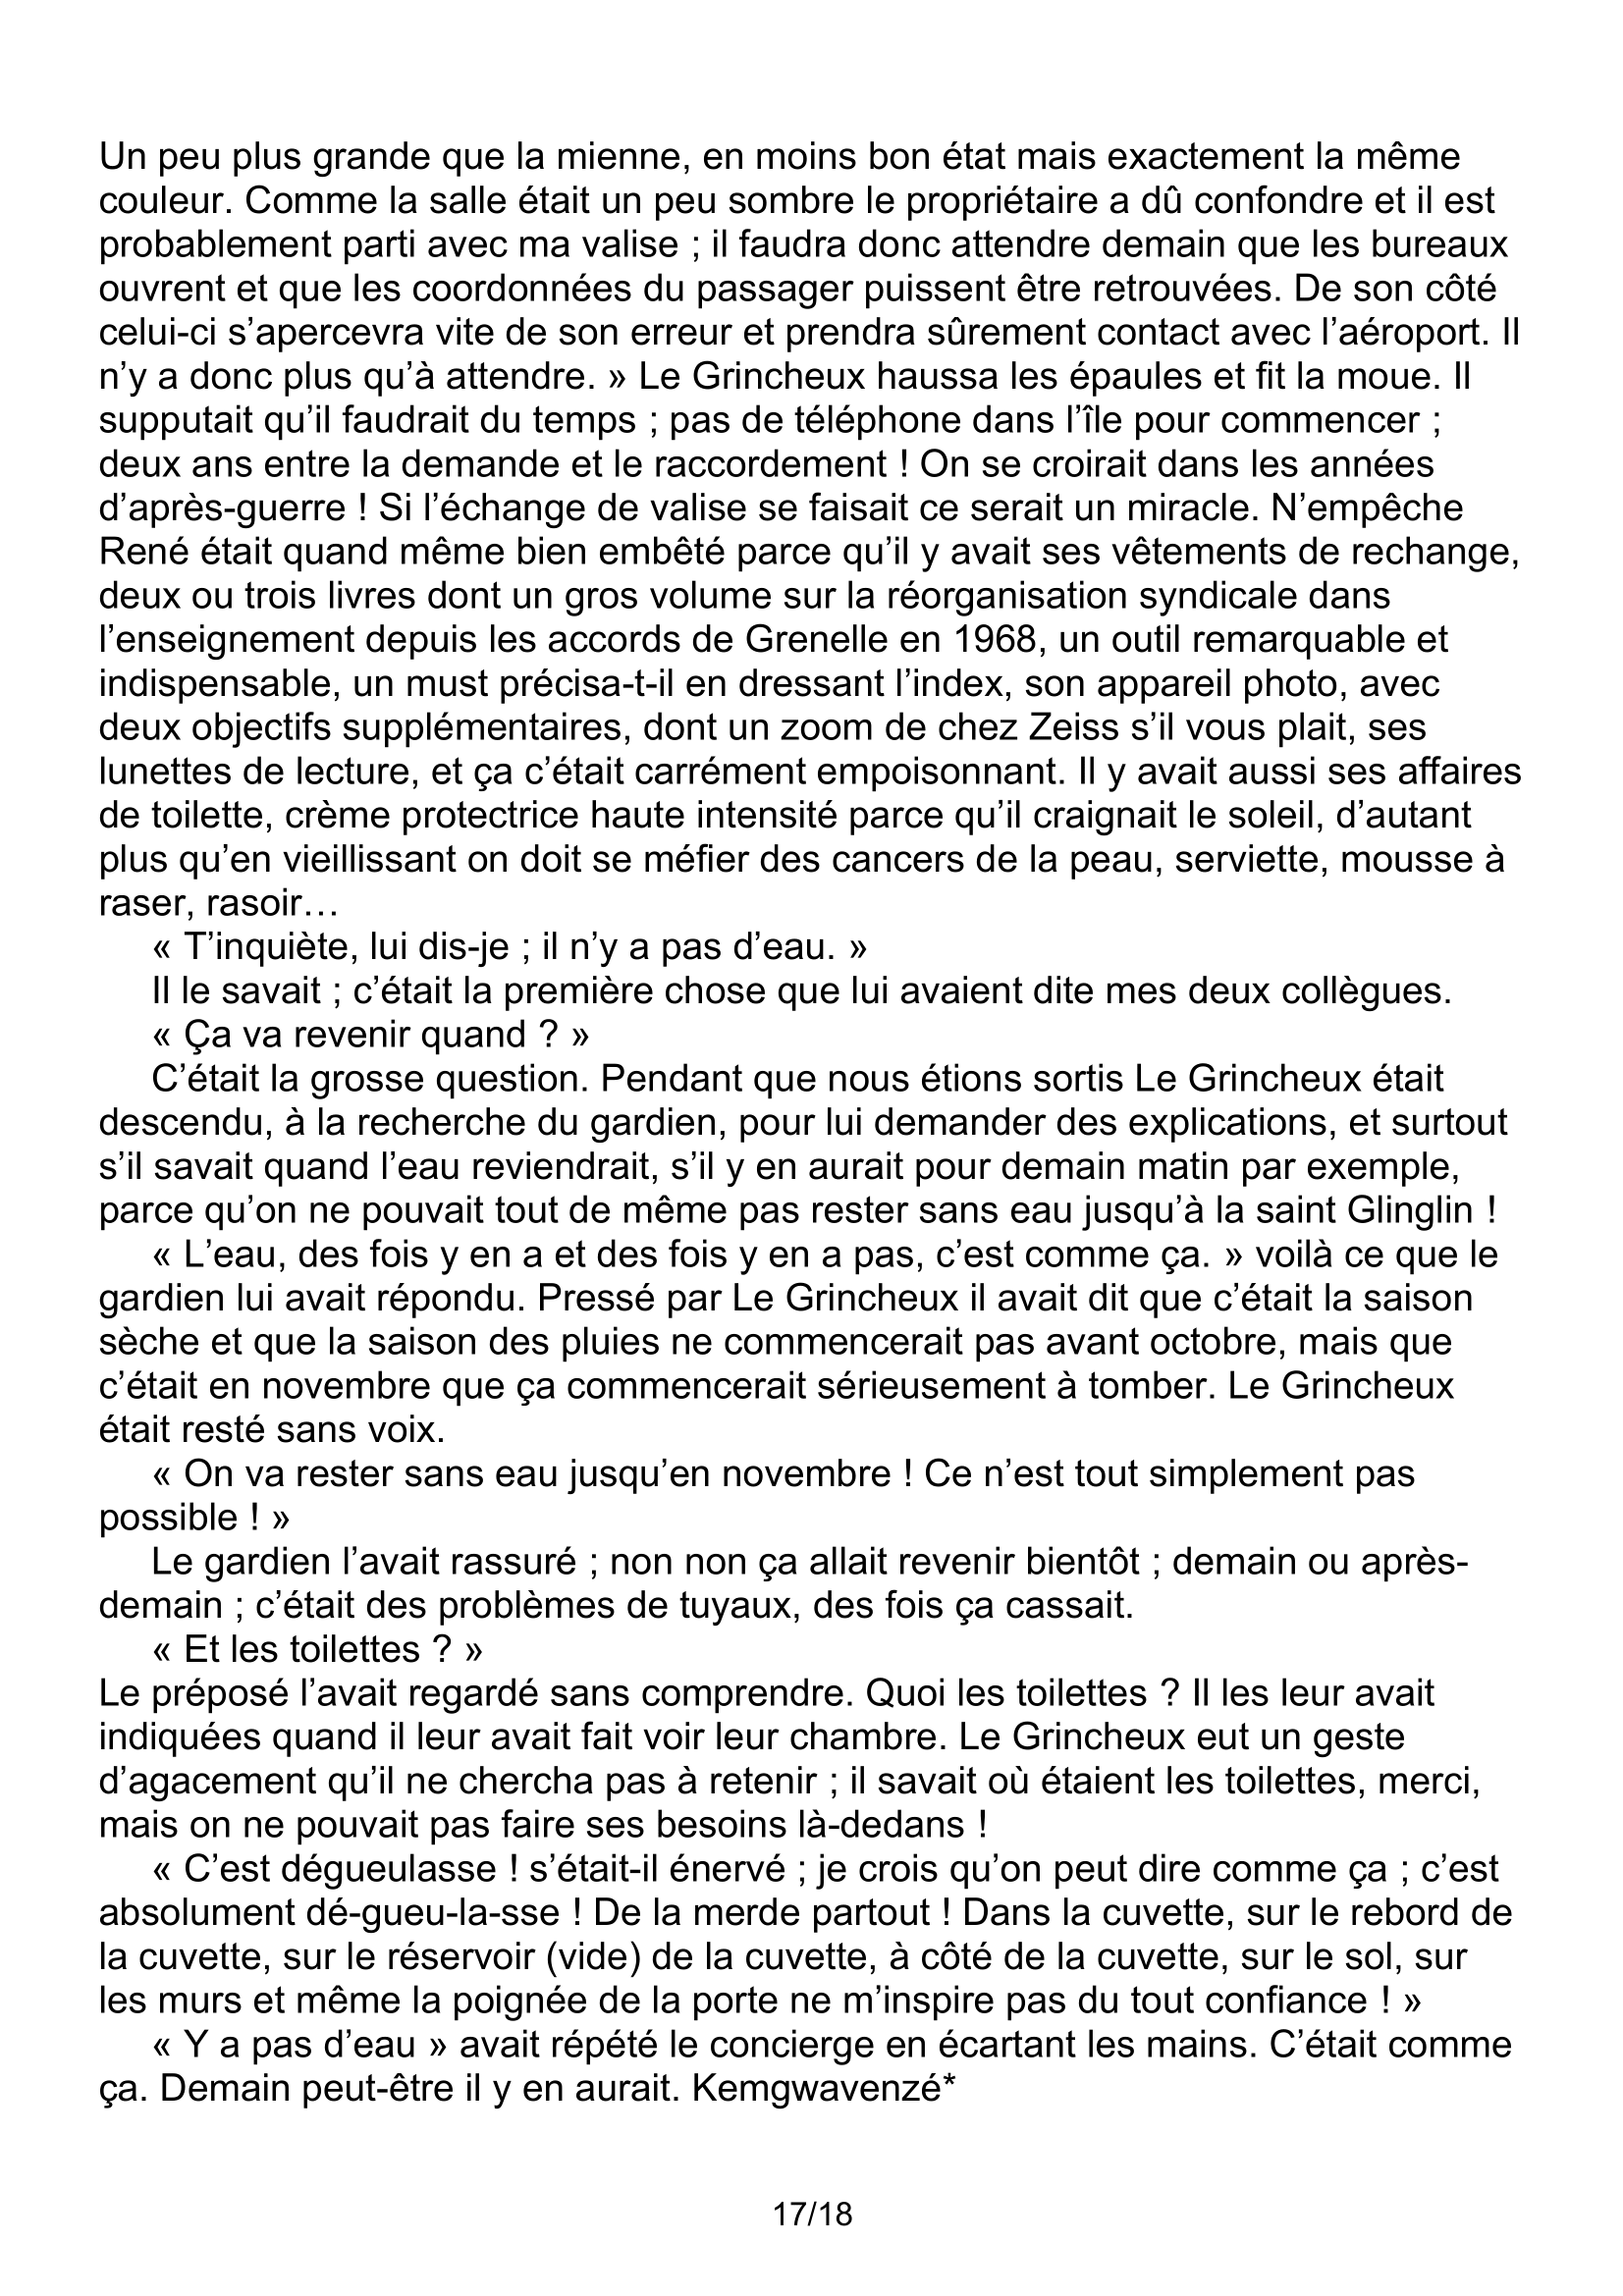 Un peu plus grande que la mienne, en moins bon état mais exactement la même
couleur. Comme la salle était un peu sombre le propriétaire a dû confondre et il est
probablement parti avec ma valise ; il faudra donc attendre demain que les bureaux
ouvrent et que les coordonnées du passager puissent être retrouvées. De son côté
celui-ci s’apercevra vite de son erreur et prendra sûrement contact avec l’aéroport. Il
n’y a donc plus qu’à attendre. » Le Grincheux haussa les épaules et fit la moue. Il
supputait qu’il faudrait du temps ; pas de téléphone dans l’île pour commencer ;
deux ans entre la demande et le raccordement ! On se croirait dans les années
d’après-guerre ! Si l’échange de valise se faisait ce serait un miracle. N’empêche
René était quand même bien embêté parce qu’il y avait ses vêtements de rechange,
deux ou trois livres dont un gros volume sur la réorganisation syndicale dans
l’enseignement depuis les accords de Grenelle en 1968, un outil remarquable et
indispensable, un must précisa-t-il en dressant l’index, son appareil photo, avec
deux objectifs supplémentaires, dont un zoom de chez Zeiss s’il vous plait, ses
lunettes de lecture, et ça c’était carrément empoisonnant. Il y avait aussi ses affaires
de toilette, crème protectrice haute intensité parce qu’il craignait le soleil, d’autant
plus qu’en vieillissant on doit se méfier des cancers de la peau, serviette, mousse à
raser, rasoir…
« T’inquiète, lui dis-je ; il n’y a pas d’eau. »
Il le savait ; c’était la première chose que lui avaient dite mes deux collègues.
« Ça va revenir quand ? »
C’était la grosse question. Pendant que nous étions sortis Le Grincheux était
descendu, à la recherche du gardien, pour lui demander des explications, et surtout
s’il savait quand l’eau reviendrait, s’il y en aurait pour demain matin par exemple,
parce qu’on ne pouvait tout de même pas rester sans eau jusqu’à la saint Glinglin !
« L’eau, des fois y en a et des fois y en a pas, c’est comme ça. » voilà ce que le
gardien lui avait répondu. Pressé par Le Grincheux il avait dit que c’était la saison
sèche et que la saison des pluies ne commencerait pas avant octobre, mais que
c’était en novembre que ça commencerait sérieusement à tomber. Le Grincheux
était resté sans voix.
« On va rester sans eau jusqu’en novembre ! Ce n’est tout simplement pas
possible ! »
Le gardien l’avait rassuré ; non non ça allait revenir bientôt ; demain ou après-
demain ; c’était des problèmes de tuyaux, des fois ça cassait.
« Et les toilettes ? »
Le préposé l’avait regardé sans comprendre. Quoi les toilettes ? Il les leur avait
indiquées quand il leur avait fait voir leur chambre. Le Grincheux eut un geste
d’agacement qu’il ne chercha pas à retenir ; il savait où étaient les toilettes, merci,
mais on ne pouvait pas faire ses besoins là-dedans !
« C’est dégueulasse ! s’était-il énervé ; je crois qu’on peut dire comme ça ; c’est
absolument dé-gueu-la-sse ! De la merde partout ! Dans la cuvette, sur le rebord de
la cuvette, sur le réservoir (vide) de la cuvette, à côté de la cuvette, sur le sol, sur
les murs et même la poignée de la porte ne m’inspire pas du tout confiance ! »
« Y a pas d’eau » avait répété le concierge en écartant les mains. C’était comme
ça. Demain peut-être il y en aurait. Kemgwavenzé*
17/18